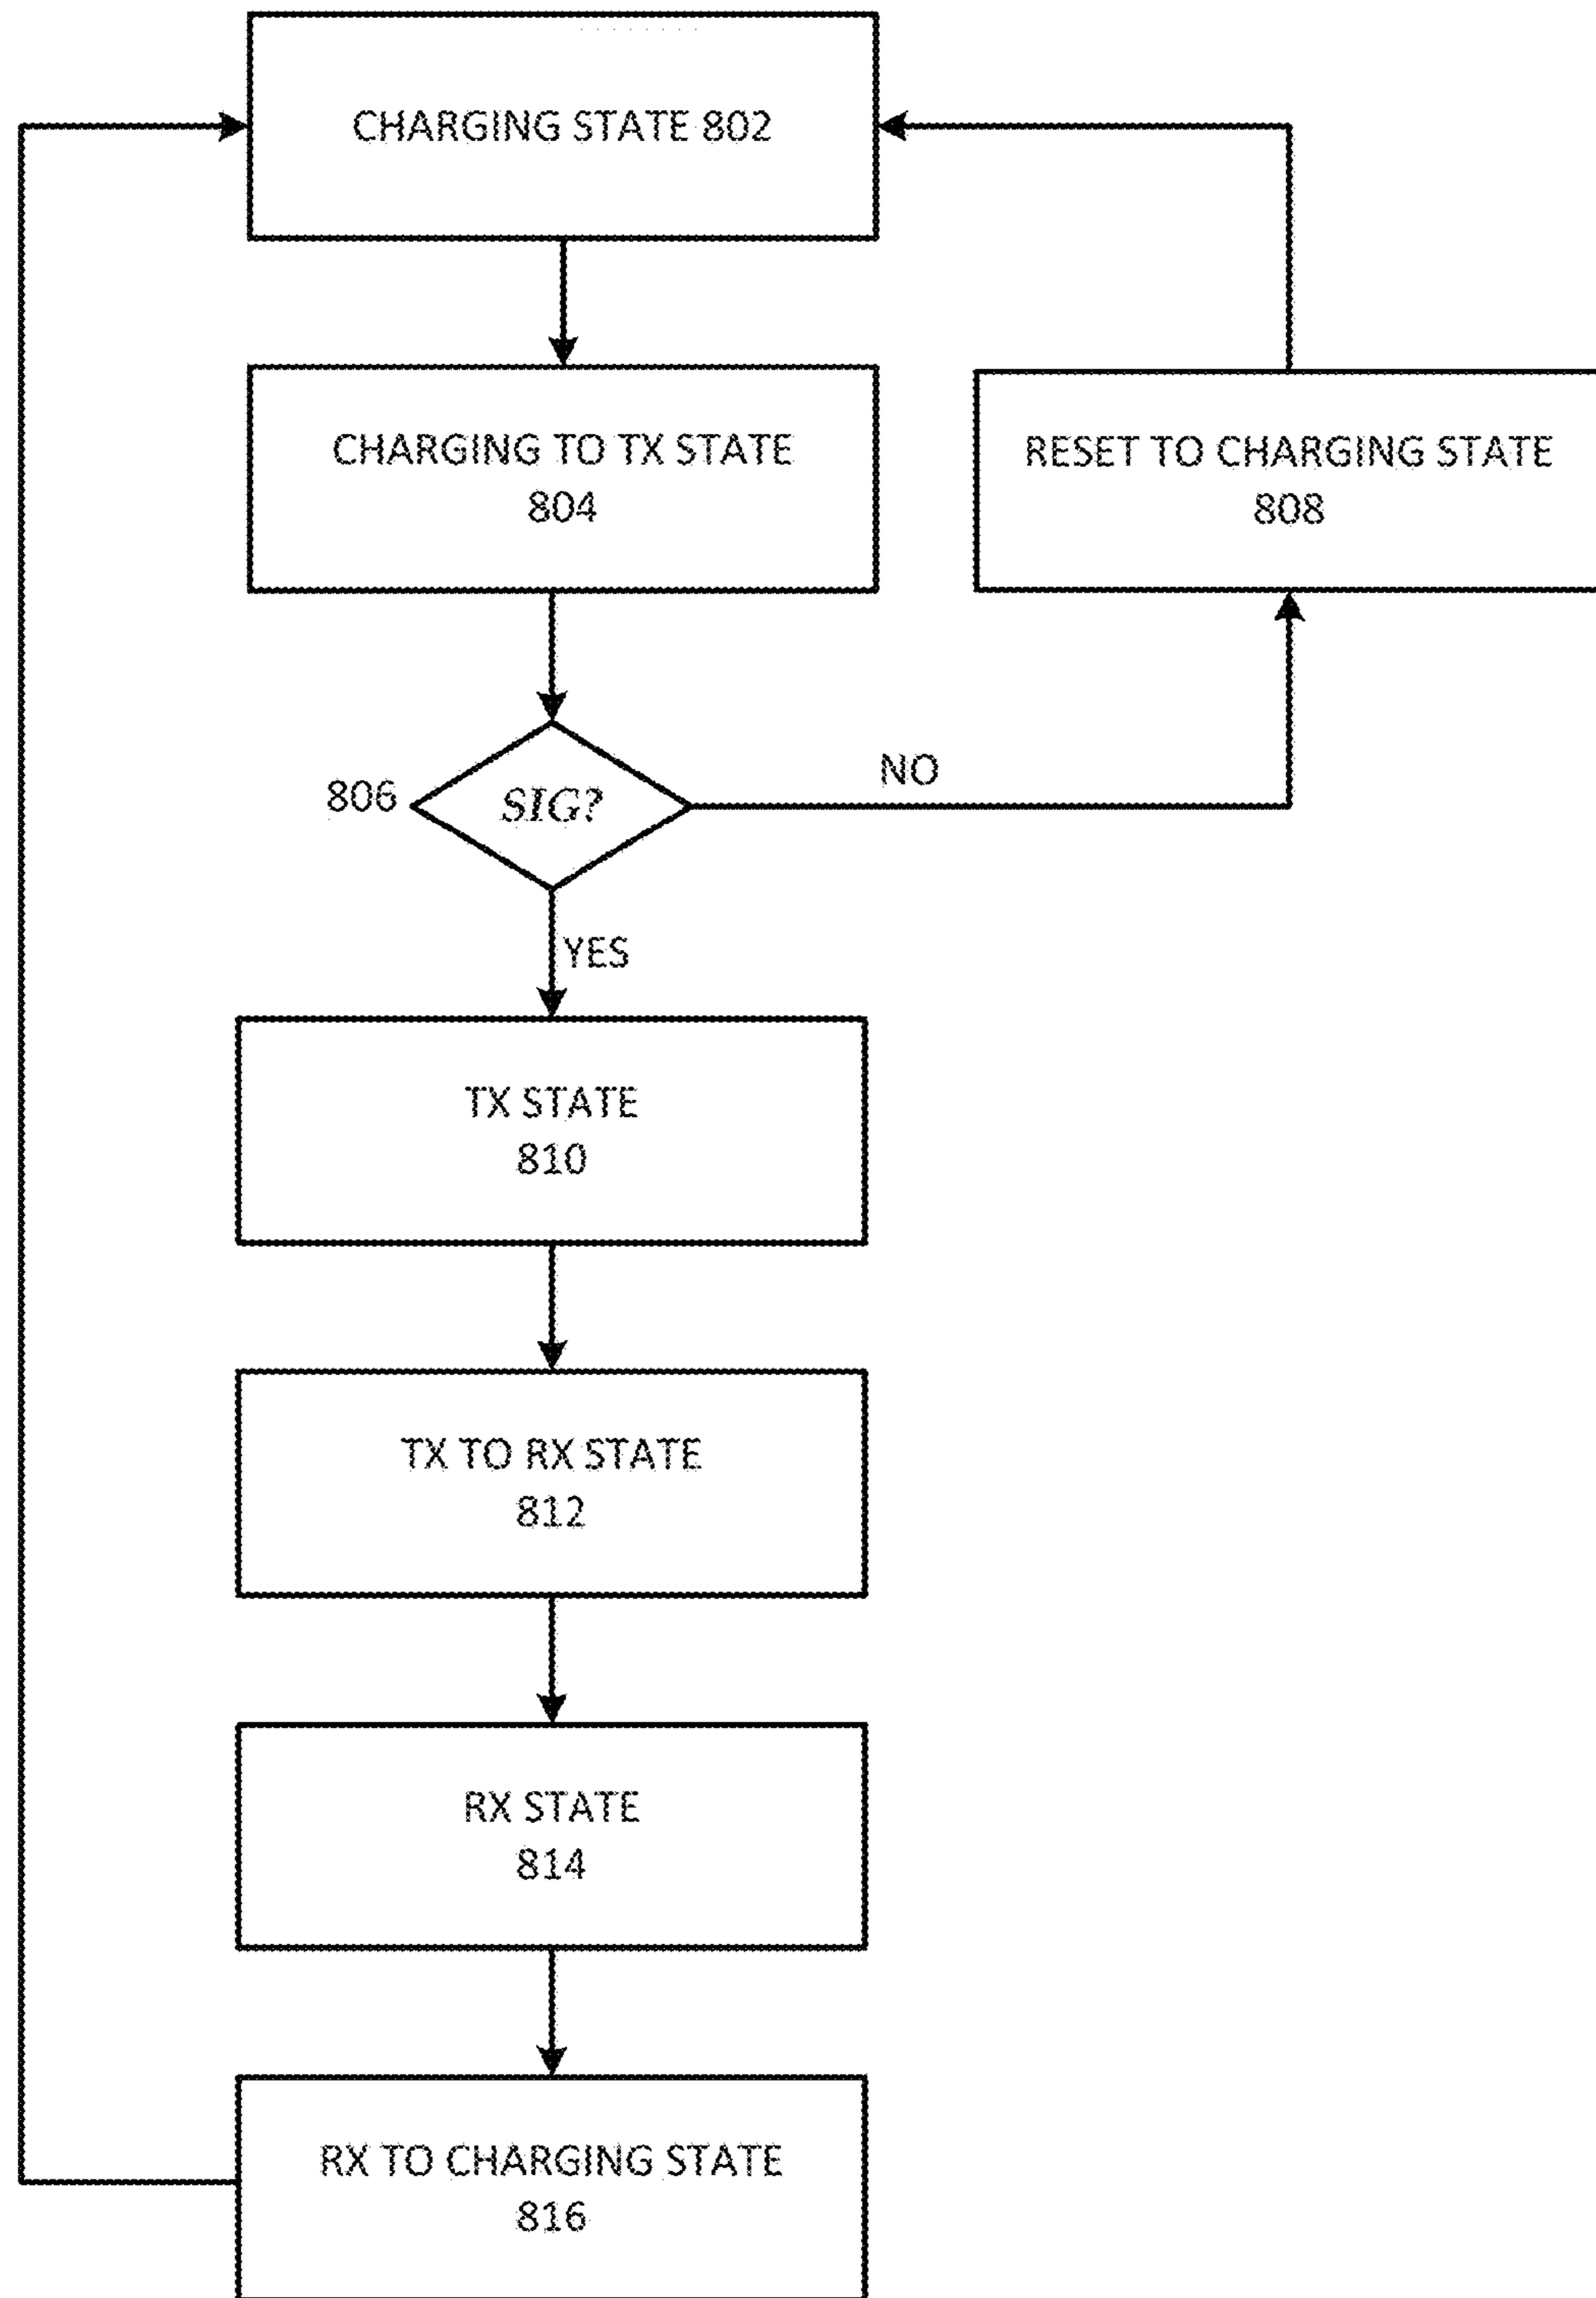 CHARGING STATE 802
CHARGING TO TX STATE
804
RESET TO CHARGING STATE
808
806
SIG?
NO
YES
TX STATE
810
TX TO RX STATE
812
RX STATE
814
RX TO CHARGING STATE
816